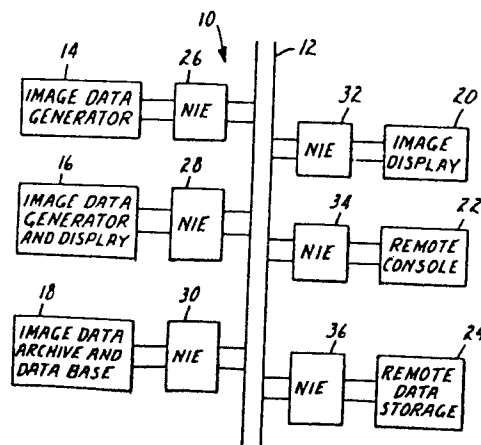 10
12
14
26
IMAGE DATA
GENERATOR
NIE
32
20
NIE
IMAGE
DISPLAY
16
28
IMAGE DATA
GENERATOR
AND DISPLAY
NIE
34
22
NIE
REMOTE
CONSOLE
18
30
IMAGE DATA
ARCHIVE AND
DATA BASE
NIE
36
24
NIE
REMOTE
DATA
STORAGE